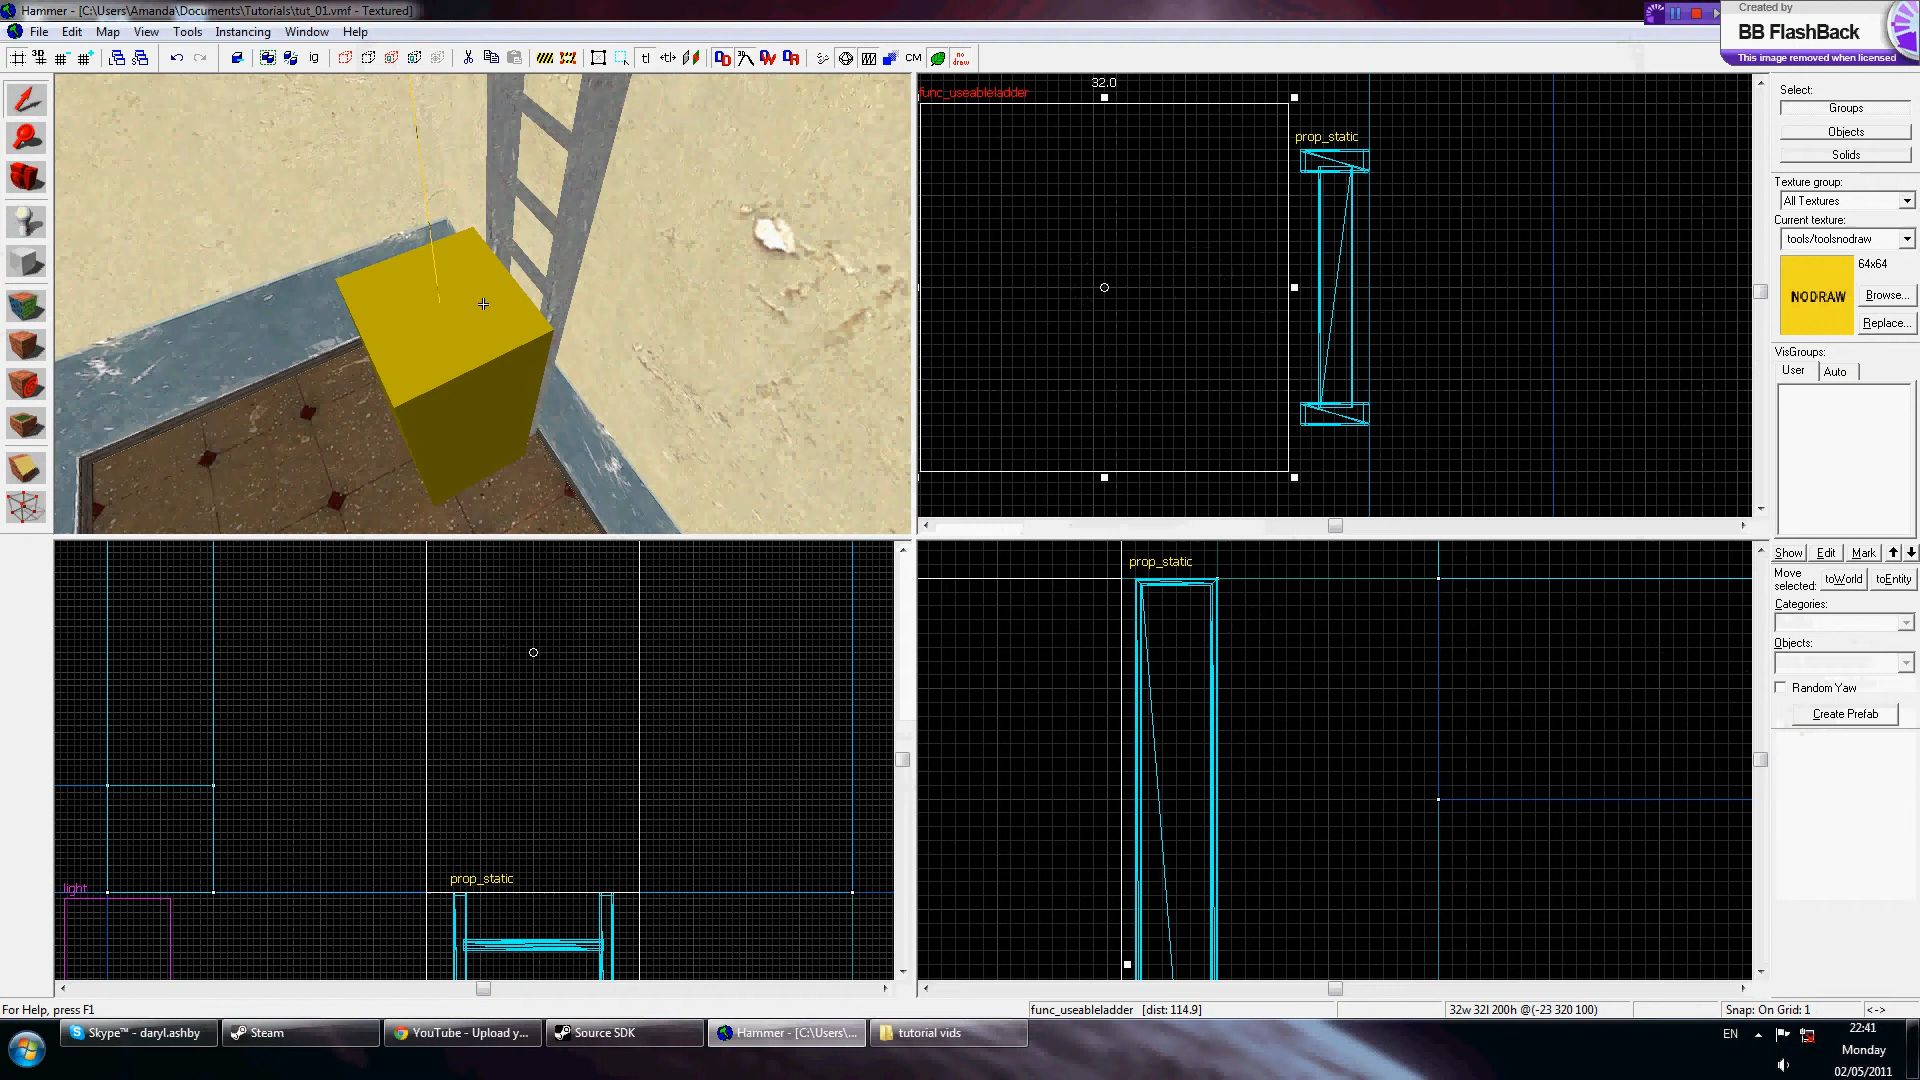 Hammer - [C:\Users\Amanda\Documents\Tutorials\tut_01.vmf - Textured]
Created by
BB FlashBack
This image removed when licensed
File Edit Map View Tools Instancing Window Help
3D
ig
tl
CM
no draw
func_useableladder
32.0
prop_static
Select:
Groups
Objects
Solids
Texture group:
All Textures
Current texture:
tools/toolsnodraw
NODRAW
64x64
Browse...
Replace...
VisGroups:
User Auto
Show Edit Mark
Move selected:
toWorld toEntity
Categories:
Objects:
Random Yaw
Create Prefab
prop_static
light
prop_static
For Help, press F1
func_useableladder [dist: 114.9]
32w 32l 200h @(-23 320 100)
Snap: On Grid: 1
<->
Skype™ - daryl.ashby
Steam
YouTube - Upload y...
Source SDK
Hammer - [C:\Users\...
tutorial vids
EN
22:41
Monday
02/05/2011